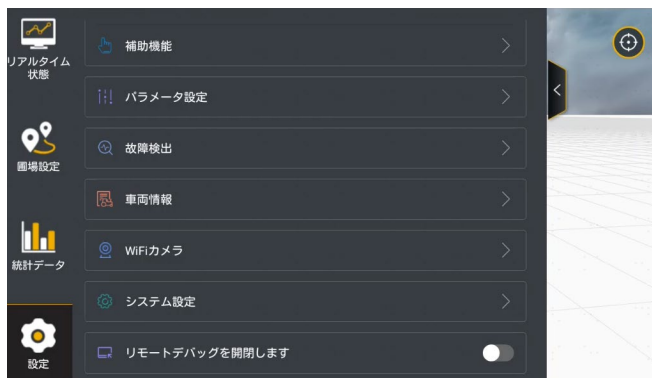 リアルタイム
状態
圃場設定
統計データ
設定
補助機能
パラメータ設定
故障検出
車両情報
WiFiカメラ
システム設定
リモートデバッグを開閉します